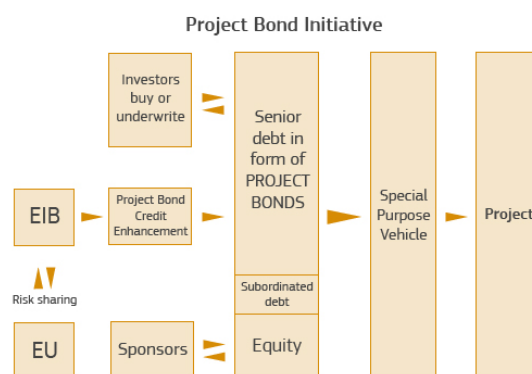 Project Bond Initiative
Investors
buy or
underwrite
Senior
debt in
form of
PROJECT
BONDS
EIB
Project Bond
Credit
Enhancement
Special
Purpose
Vehicle
Project
Risk sharing
Subordinated
debt
EU
Sponsors
Equity